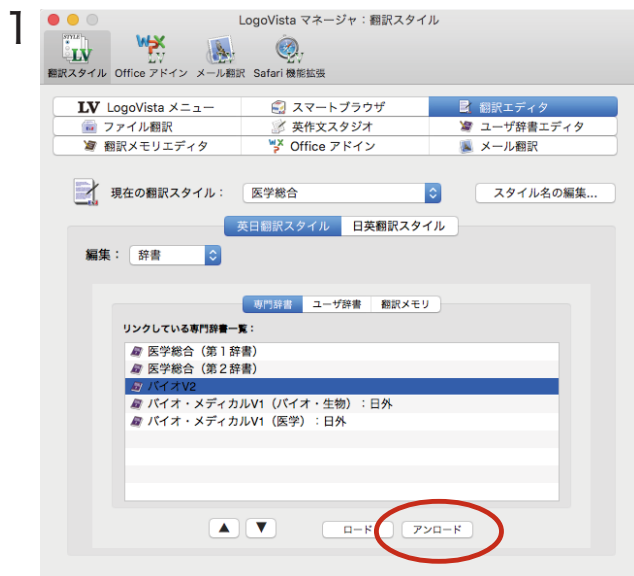 1
LogoVista マネージャ：翻訳スタイル
翻訳スタイル Office アドイン メール翻訳 Safari 機能拡張
LV LogoVista メニュー スマートブラウザ 翻訳エディタ
ファイル翻訳 英作文スタジオ ユーザ辞書エディタ
翻訳メモリエディタ Office アドイン メール翻訳
現在の翻訳スタイル： 医学総合 スタイル名の編集...
英日翻訳スタイル 日英翻訳スタイル
編集： 辞書
専門辞書 ユーザ辞書 翻訳メモリ
リンクしている専門辞書一覧：
医学総合（第１辞書）
医学総合（第２辞書）
バイオV2
バイオ・メディカルV1（バイオ・生物）：日外
バイオ・メディカルV1（医学）：日外
▲ ▼ ロード アンロード